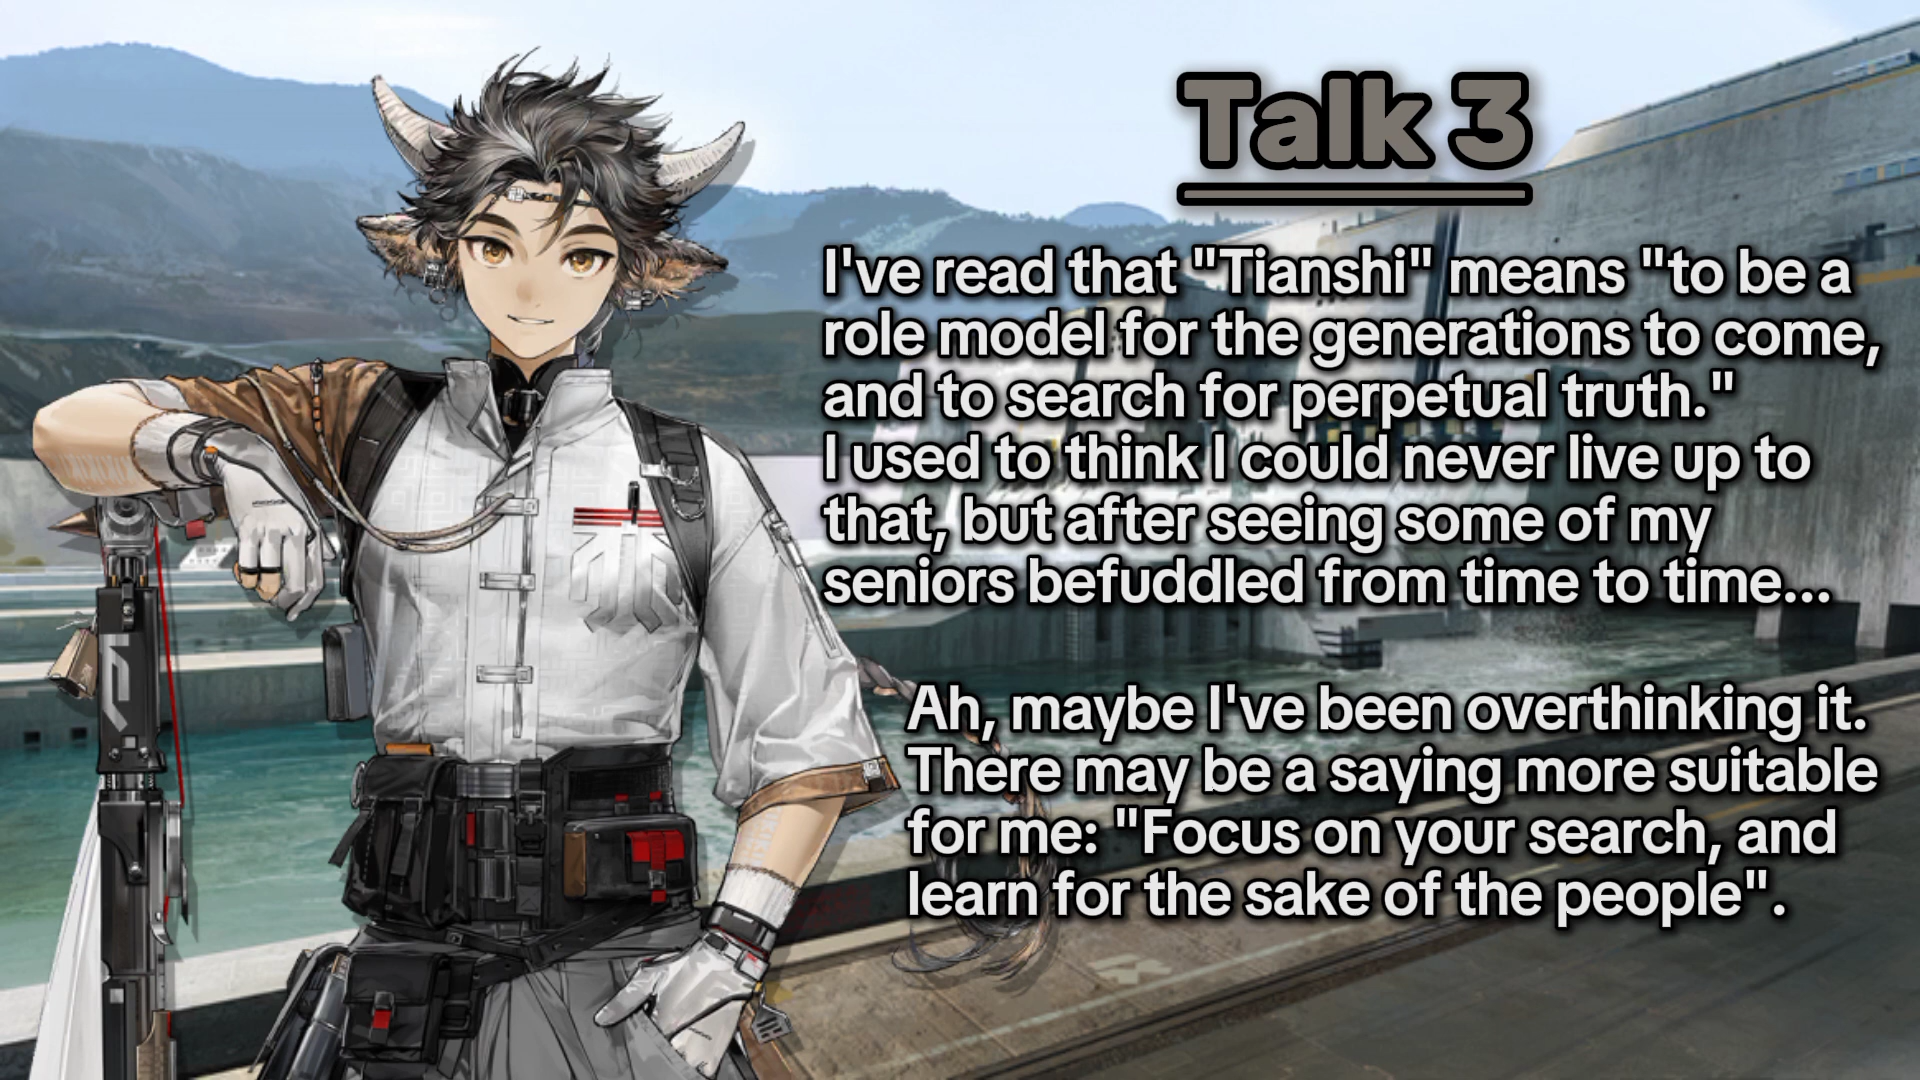 Talk 3
I've read that "Tianshi" means "to be a
role model for the generations to come,
and to search for perpetual truth."
I used to think I could never live up to
that, but after seeing some of my
seniors befuddled from time to time...
Ah, maybe I've been overthinking it.
There may be a saying more suitable
for me: "Focus on your search, and
learn for the sake of the people".